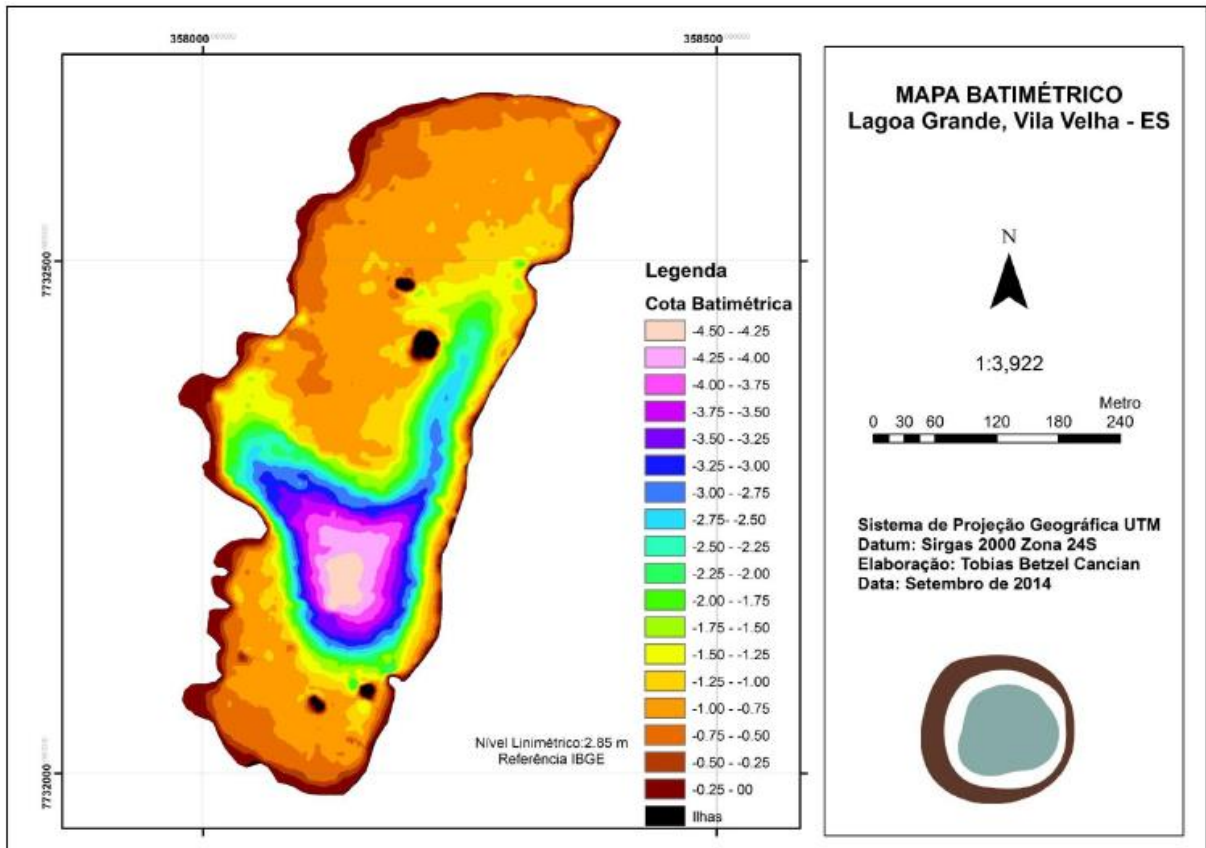 358000
358500
7732500
7732000
Legenda
Cota Batimétrica
-4.50 - -4.25
-4.25 - -4.00
-4.00 - -3.75
-3.75 - -3.50
-3.50 - -3.25
-3.25 - -3.00
-3.00 - -2.75
-2.75- -2.50
-2.50 - -2.25
-2.25 - -2.00
-2.00 - -1.75
-1.75 - -1.50
-1.50 - -1.25
-1.25 - -1.00
-1.00 - -0.75
-0.75 - -0.50
-0.50 - -0.25
-0.25 - 00
Ilhas
Nível Linimétrico:2.85 m
Referência IBGE
MAPA BATIMÉTRICO
Lagoa Grande, Vila Velha - ES
N
1:3,922
Metro
0 30 60 120 180 240
Sistema de Projeção Geográfica UTM
Datum: Sirgas 2000 Zona 24S
Elaboração: Tobias Betzel Cancian
Data: Setembro de 2014